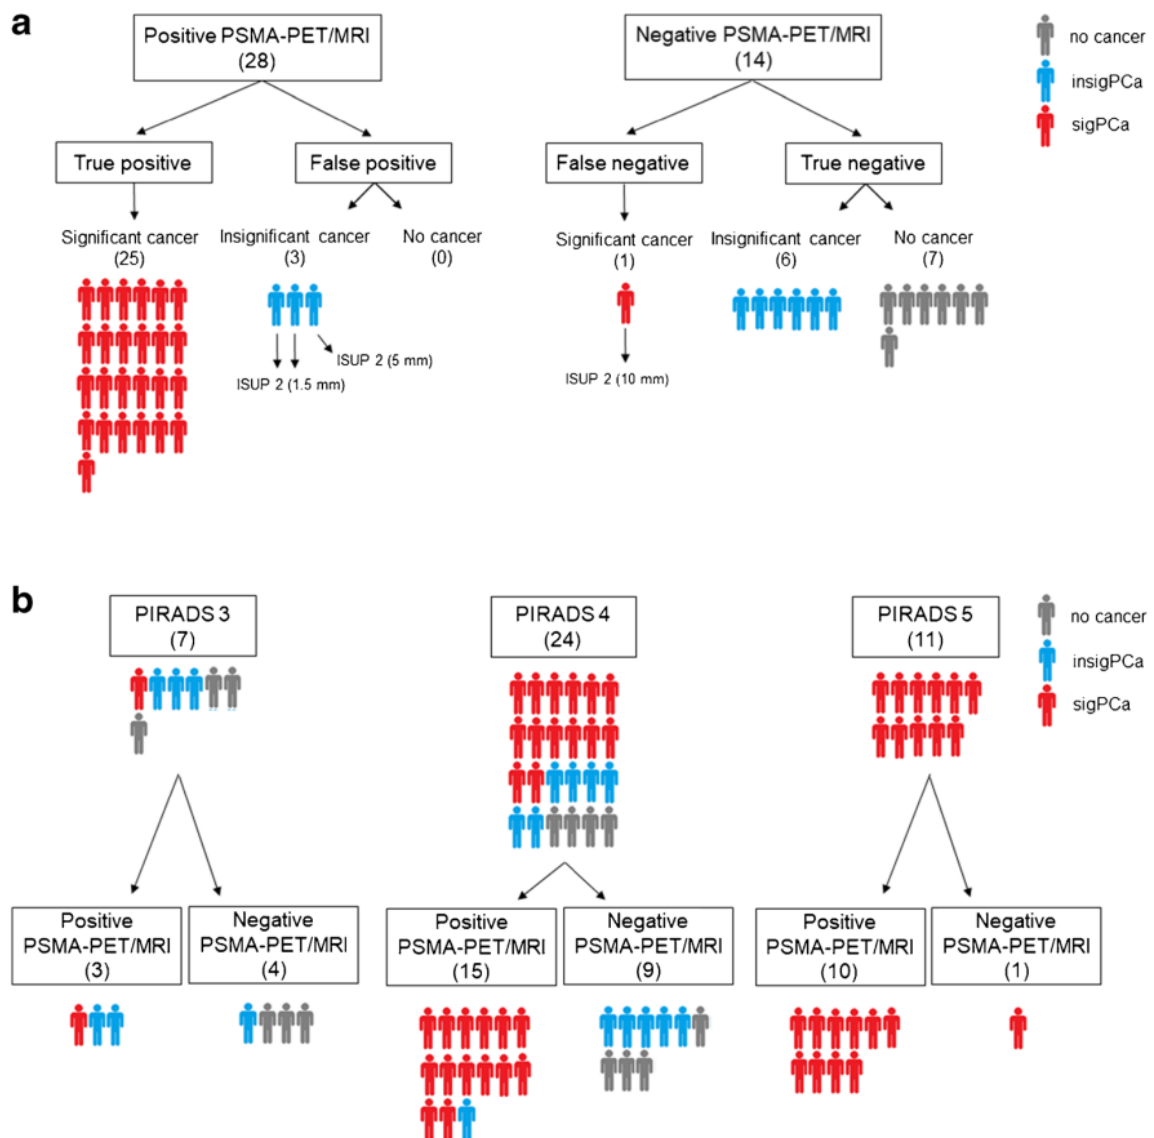 a
Positive PSMA-PET/MRI
(28)
Negative PSMA-PET/MRI
(14)
no cancer
insigPCa
sigPCa
True positive
False positive
False negative
True negative
Significant cancer
(25)
Insignificant cancer
(3)
No cancer
(0)
Significant cancer
(1)
Insignificant cancer
(6)
No cancer
(7)
ISUP 2 (5 mm)
ISUP 2 (1.5 mm)
ISUP 2 (10 mm)
b
PIRADS 3
(7)
PIRADS 4
(24)
PIRADS 5
(11)
no cancer
insigPCa
sigPCa
Positive
PSMA-PET/MRI
(3)
Negative
PSMA-PET/MRI
(4)
Positive
PSMA-PET/MRI
(15)
Negative
PSMA-PET/MRI
(9)
Positive
PSMA-PET/MRI
(10)
Negative
PSMA-PET/MRI
(1)